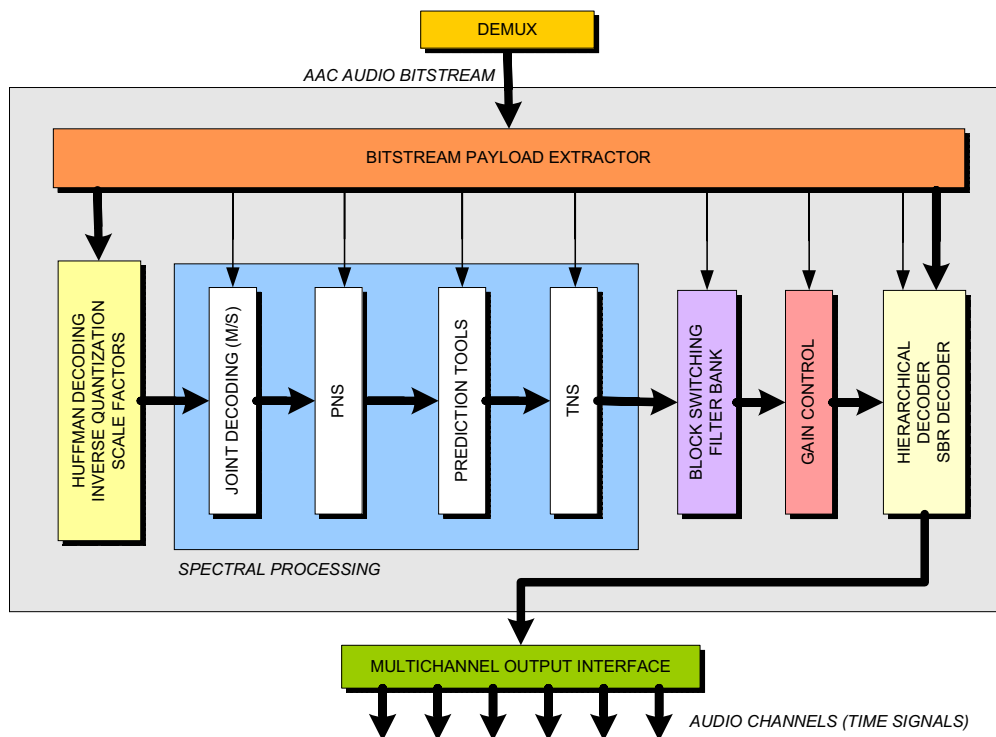 DEMUX
AAC AUDIO BITSTREAM
BITSTREAM PAYLOAD EXTRACTOR
HUFFMAN DECODING
INVERSE QUANTIZATION
SCALE FACTORS
JOINT DECODING (M/S)
PNS
PREDICTION TOOLS
TNS
BLOCK SWITCHING
FILTER BANK
GAIN CONTROL
HIERARCHICAL
DECODER
SBR DECODER
SPECTRAL PROCESSING
MULTICHANNEL OUTPUT INTERFACE
AUDIO CHANNELS (TIME SIGNALS)